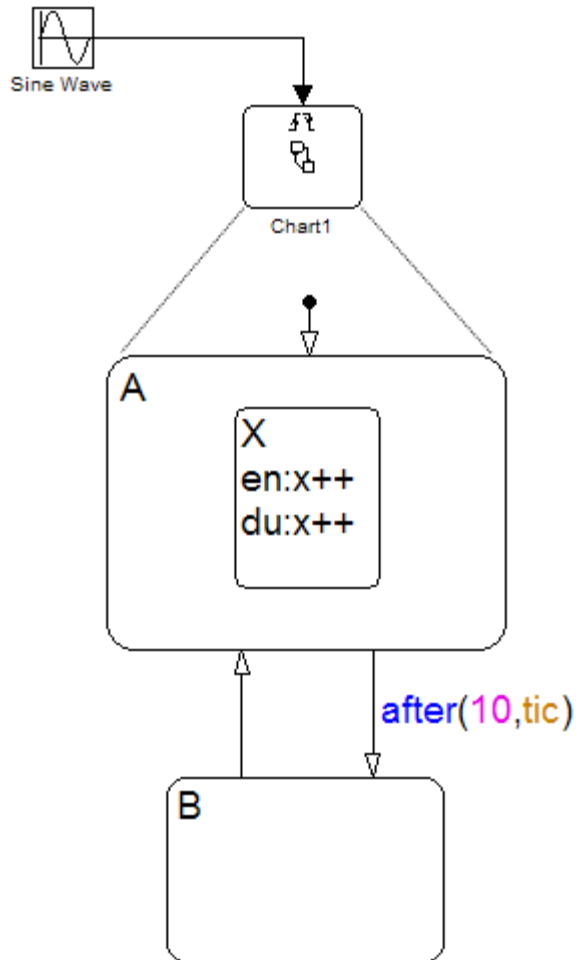 Sine Wave
Chart1
A
X
en:x++
du:x++
after(10,tic)
B